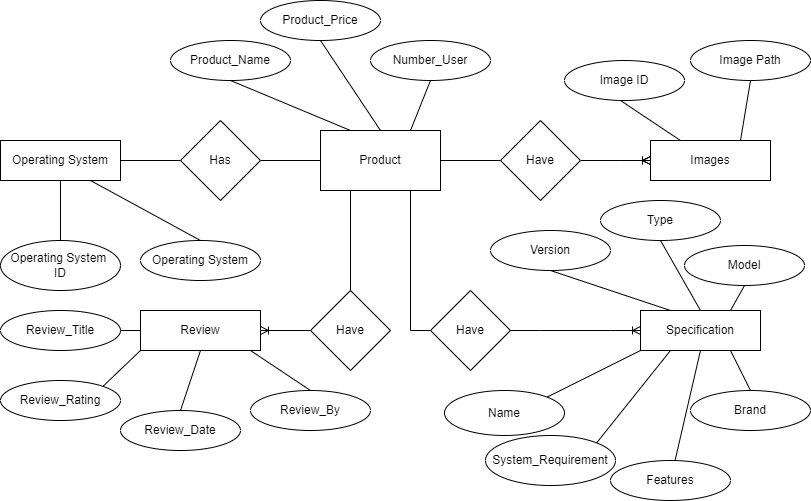 Product_Price
Product_Name
Number_User
Image ID
Image Path
Operating System
Has
Product
Have
Images
Operating System
ID
Operating System
Version
Type
Model
Review_Title
Review
Have
Have
Specification
Review_Rating
Review_Date
Review_By
Name
System_Requirement
Features
Brand